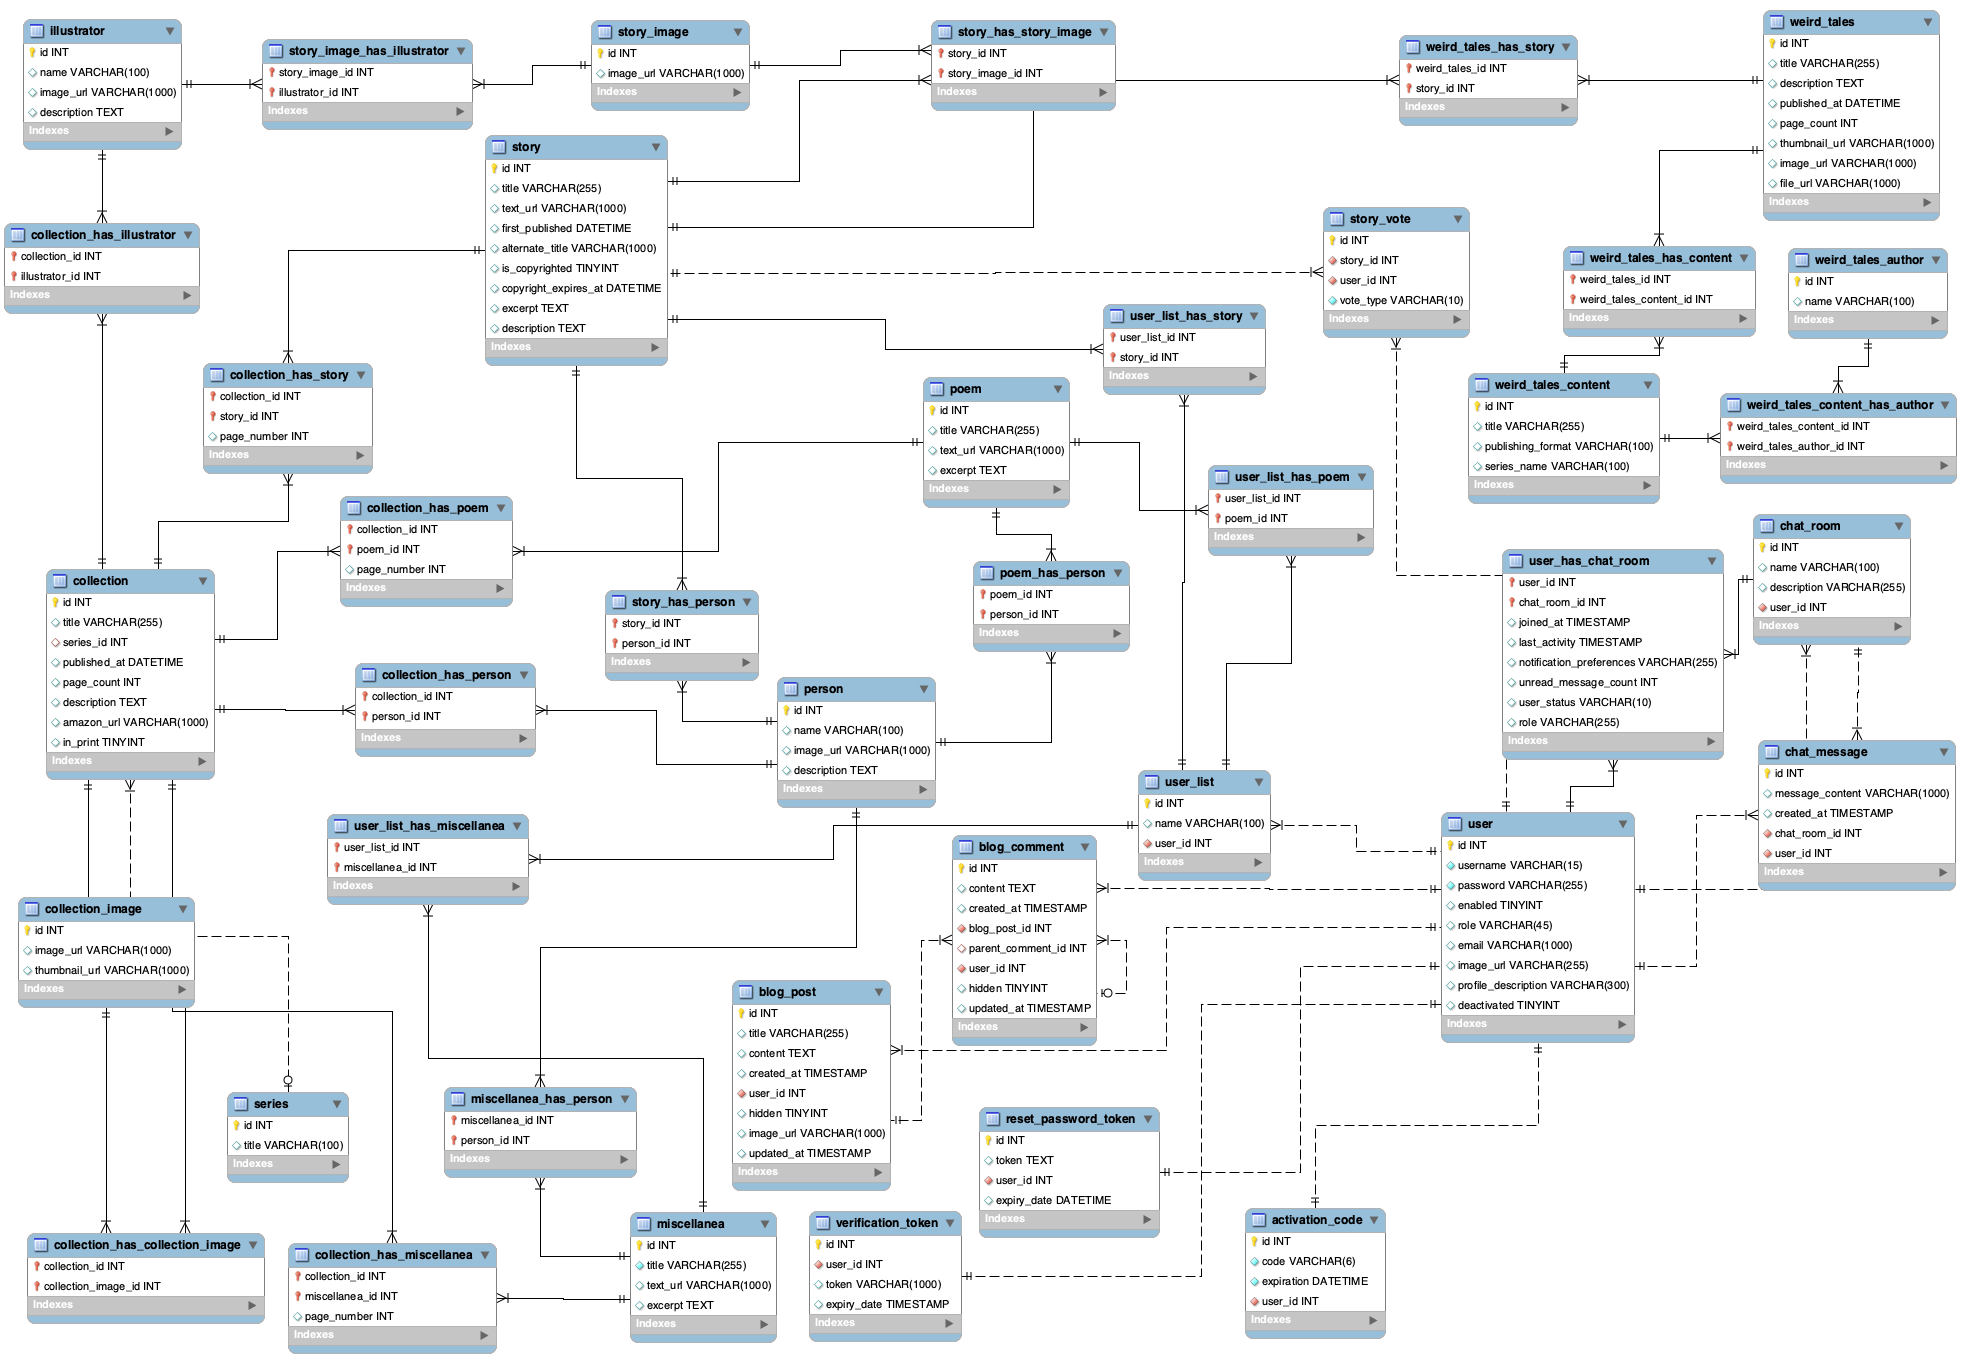 illustrator
id INT
name VARCHAR(100)
image_url VARCHAR(1000)
description TEXT
Indexes
story_image_has_illustrator
story_image_id INT
illustrator_id INT
Indexes
story_image
id INT
image_url VARCHAR(1000)
Indexes
story_has_story_image
story_id INT
story_image_id INT
Indexes
weird_tales_has_story
weird_tales_id INT
story_id INT
Indexes
weird_tales
id INT
title VARCHAR(255)
description TEXT
published_at DATETIME
page_count INT
thumbnail_url VARCHAR(1000)
image_url VARCHAR(1000)
file_url VARCHAR(1000)
Indexes
story
id INT
title VARCHAR(255)
text_url VARCHAR(1000)
first_published DATETIME
alternate_title VARCHAR(1000)
is_copyrighted TINYINT
copyright_expires_at DATETIME
excerpt TEXT
description TEXT
Indexes
collection_has_illustrator
collection_id INT
illustrator_id INT
Indexes
story_vote
id INT
story_id INT
user_id INT
vote_type VARCHAR(10)
Indexes
weird_tales_has_content
weird_tales_id INT
weird_tales_content_id INT
Indexes
weird_tales_author
id INT
name VARCHAR(100)
Indexes
user_list_has_story
user_list_id INT
story_id INT
Indexes
collection_has_story
collection_id INT
story_id INT
page_number INT
Indexes
poem
id INT
title VARCHAR(255)
text_url VARCHAR(1000)
excerpt TEXT
Indexes
weird_tales_content
id INT
title VARCHAR(255)
publishing_format VARCHAR(100)
series_name VARCHAR(100)
Indexes
weird_tales_content_has_author
weird_tales_content_id INT
weird_tales_author_id INT
Indexes
user_list_has_poem
user_list_id INT
poem_id INT
Indexes
collection_has_poem
collection_id INT
poem_id INT
page_number INT
Indexes
chat_room
id INT
name VARCHAR(100)
description VARCHAR(255)
user_id INT
Indexes
user_has_chat_room
user_id INT
chat_room_id INT
joined_at TIMESTAMP
last_activity TIMESTAMP
notification_preferences VARCHAR(255)
unread_message_count INT
user_status VARCHAR(10)
role VARCHAR(255)
Indexes
collection
id INT
title VARCHAR(255)
series_id INT
published_at DATETIME
page_count INT
description TEXT
amazon_url VARCHAR(1000)
in_print TINYINT
Indexes
story_has_person
story_id INT
person_id INT
Indexes
poem_has_person
poem_id INT
person_id INT
Indexes
collection_has_person
collection_id INT
person_id INT
Indexes
person
id INT
name VARCHAR(100)
image_url VARCHAR(1000)
description TEXT
Indexes
chat_message
id INT
message_content VARCHAR(1000)
created_at TIMESTAMP
chat_room_id INT
user_id INT
Indexes
user_list
id INT
name VARCHAR(100)
user_id INT
Indexes
user_list_has_miscellanea
user_list_id INT
miscellanea_id INT
Indexes
user
id INT
username VARCHAR(15)
password VARCHAR(255)
enabled TINYINT
role VARCHAR(45)
email VARCHAR(1000)
image_url VARCHAR(255)
profile_description VARCHAR(300)
deactivated TINYINT
Indexes
blog_comment
id INT
content TEXT
created_at TIMESTAMP
blog_post_id INT
parent_comment_id INT
user_id INT
hidden TINYINT
updated_at TIMESTAMP
Indexes
collection_image
id INT
image_url VARCHAR(1000)
thumbnail_url VARCHAR(1000)
Indexes
blog_post
id INT
title VARCHAR(255)
content TEXT
created_at TIMESTAMP
user_id INT
hidden TINYINT
image_url VARCHAR(1000)
updated_at TIMESTAMP
Indexes
series
id INT
title VARCHAR(100)
Indexes
miscellanea_has_person
miscellanea_id INT
person_id INT
Indexes
reset_password_token
id INT
token TEXT
user_id INT
expiry_date DATETIME
Indexes
collection_has_collection_image
collection_id INT
collection_image_id INT
Indexes
collection_has_miscellanea
collection_id INT
miscellanea_id INT
page_number INT
Indexes
miscellanea
id INT
title VARCHAR(255)
text_url VARCHAR(1000)
excerpt TEXT
Indexes
verification_token
id INT
user_id INT
token VARCHAR(1000)
expiry_date TIMESTAMP
Indexes
activation_code
id INT
code VARCHAR(6)
expiration DATETIME
user_id INT
Indexes